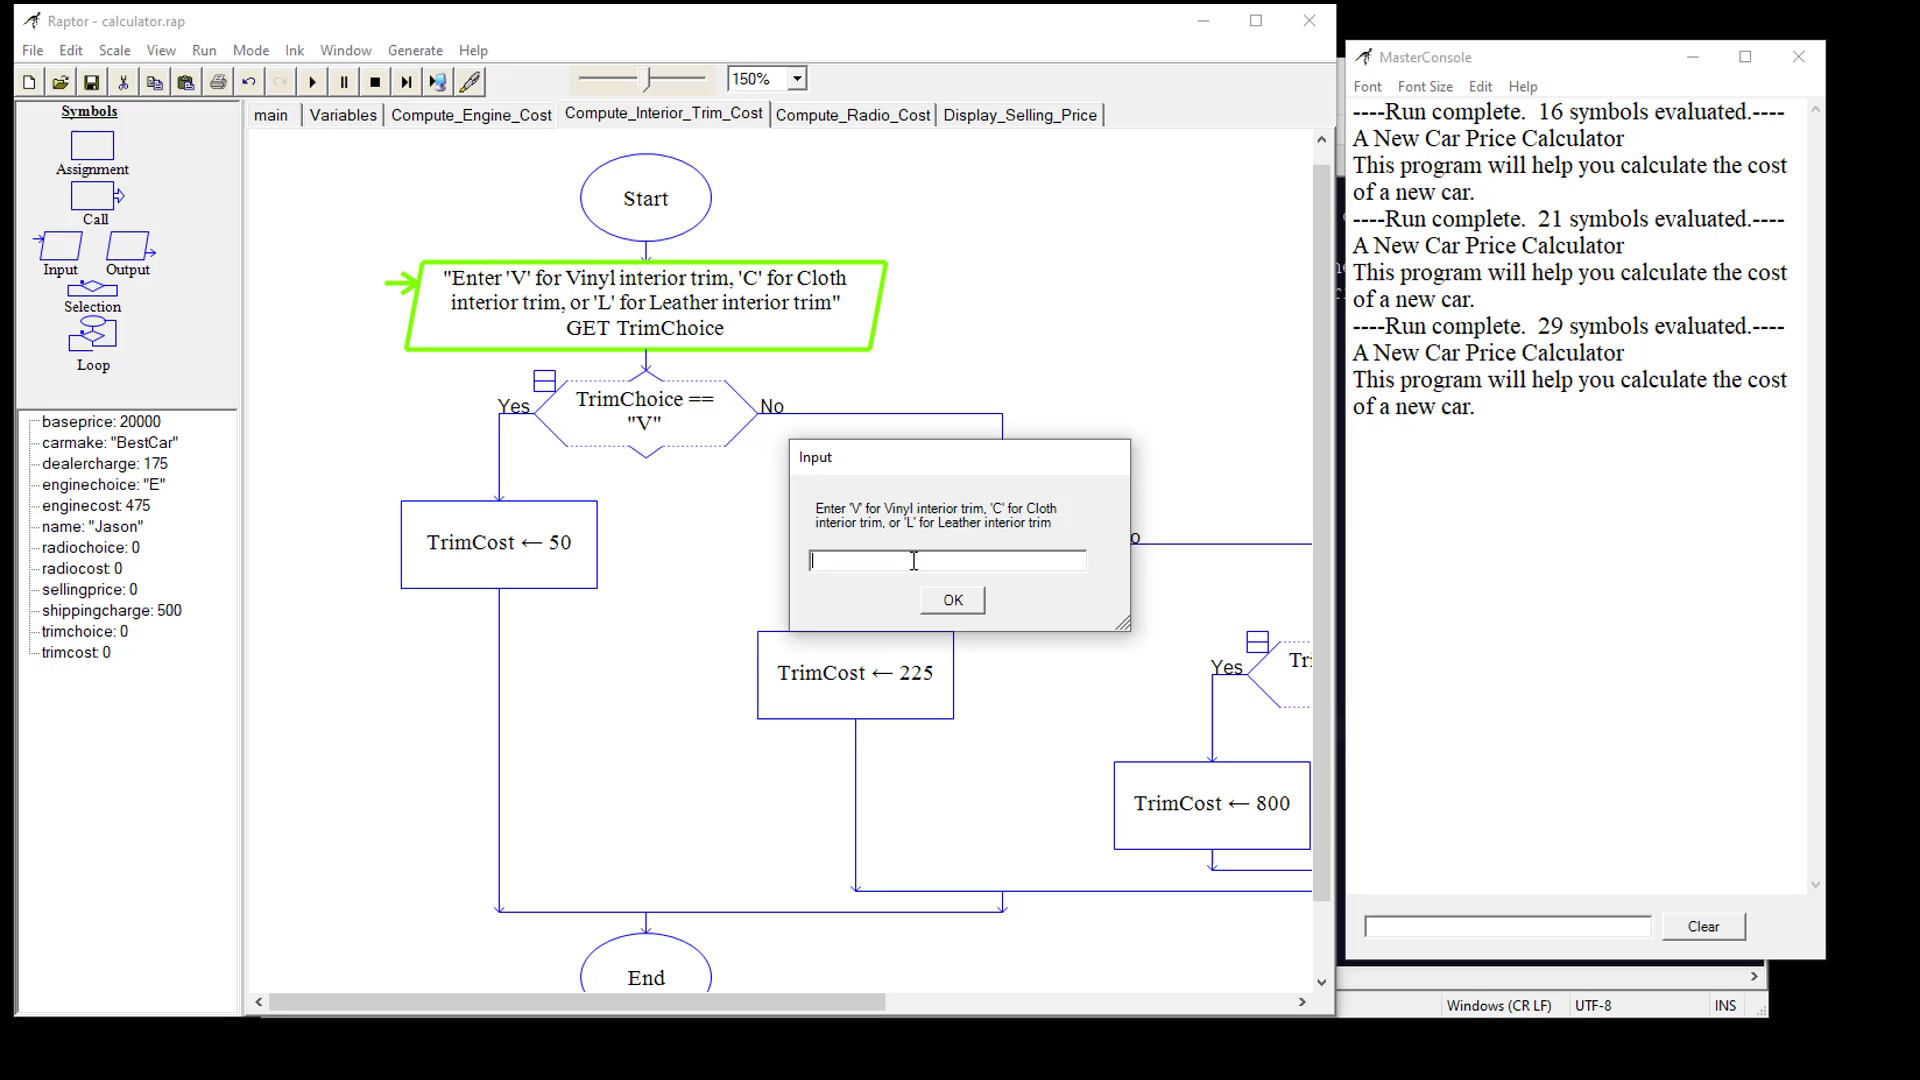 Raptor - calculator.rap
File Edit Scale View Run Mode Ink Window Generate Help
150%
Symbols
Assignment
Call
Input Output
Selection
Loop
baseprice: 20000
carmake: "BestCar"
dealercharge: 175
enginechoice: "E"
enginecost: 475
name: "Jason"
radiochoice: 0
radiocost: 0
sellingprice: 0
shippingcharge: 500
trimchoice: 0
trimcost: 0
main Variables Compute_Engine_Cost Compute_Interior_Trim_Cost Compute_Radio_Cost Display_Selling_Price
Start
"Enter 'V' for Vinyl interior trim, 'C' for Cloth
interior trim, or 'L' for Leather interior trim"
GET TrimChoice
Yes
TrimChoice ==
"V"
No
TrimCost ← 50
Input
Enter 'V' for Vinyl interior trim, 'C' for Cloth
interior trim, or 'L' for Leather interior trim
OK
TrimCost ← 225
Yes
TrimCost ← 800
End
MasterConsole
Font Font Size Edit Help
----Run complete.  16 symbols evaluated.----
A New Car Price Calculator
This program will help you calculate the cost
of a new car.
----Run complete.  21 symbols evaluated.----
A New Car Price Calculator
This program will help you calculate the cost
of a new car.
----Run complete.  29 symbols evaluated.----
A New Car Price Calculator
This program will help you calculate the cost
of a new car.
Clear
Windows (CR LF) UTF-8 INS